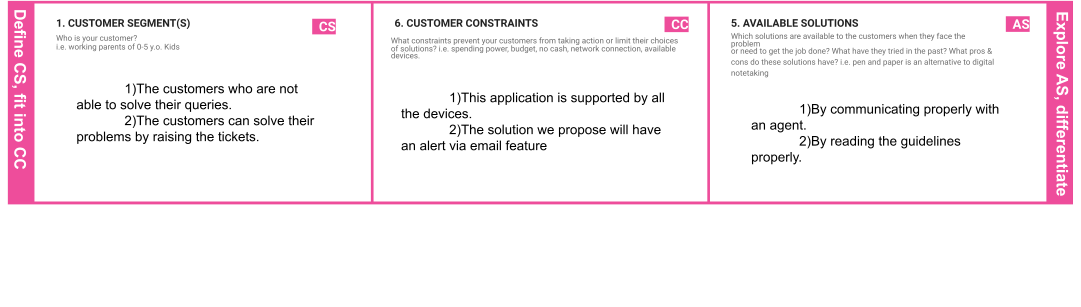 Define CS, fit into CC
1. CUSTOMER SEGMENT(S)
CS
Who is your customer?
i.e. working parents of 0-5 y.o. Kids
1)The customers who are not
able to solve their queries.
2)The customers can solve their
problems by raising the tickets.
6. CUSTOMER CONSTRAINTS
CC
What constraints prevent your customers from taking action or limit their choices
of solutions? i.e. spending power, budget, no cash, network connection, available
devices.
1)This application is supported by all
the devices.
2)The solution we propose will have
an alert via email feature
5. AVAILABLE SOLUTIONS
AS
Which solutions are available to the customers when they face the
problem
or need to get the job done? What have they tried in the past? What pros &
cons do these solutions have? i.e. pen and paper is an alternative to digital
notetaking
1)By communicating properly with
an agent.
2)By reading the guidelines
properly.
Explore AS, differentiate